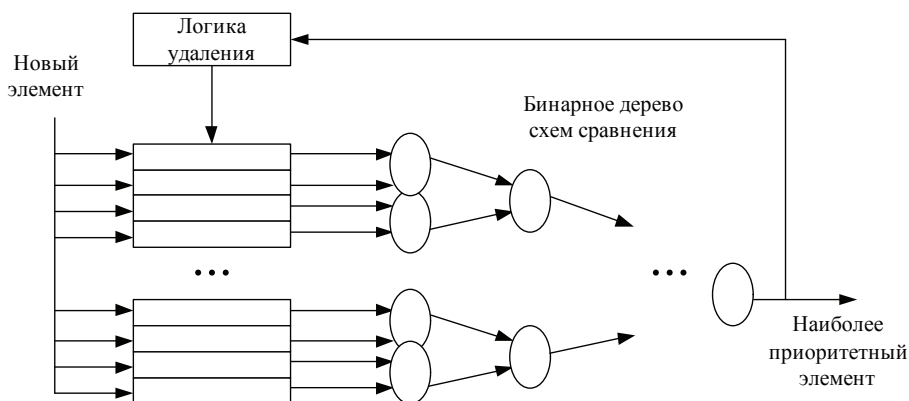 Логика
удаления
Новый
элемент
Бинарное дерево
схем сравнения
Наиболее
приоритетный
элемент